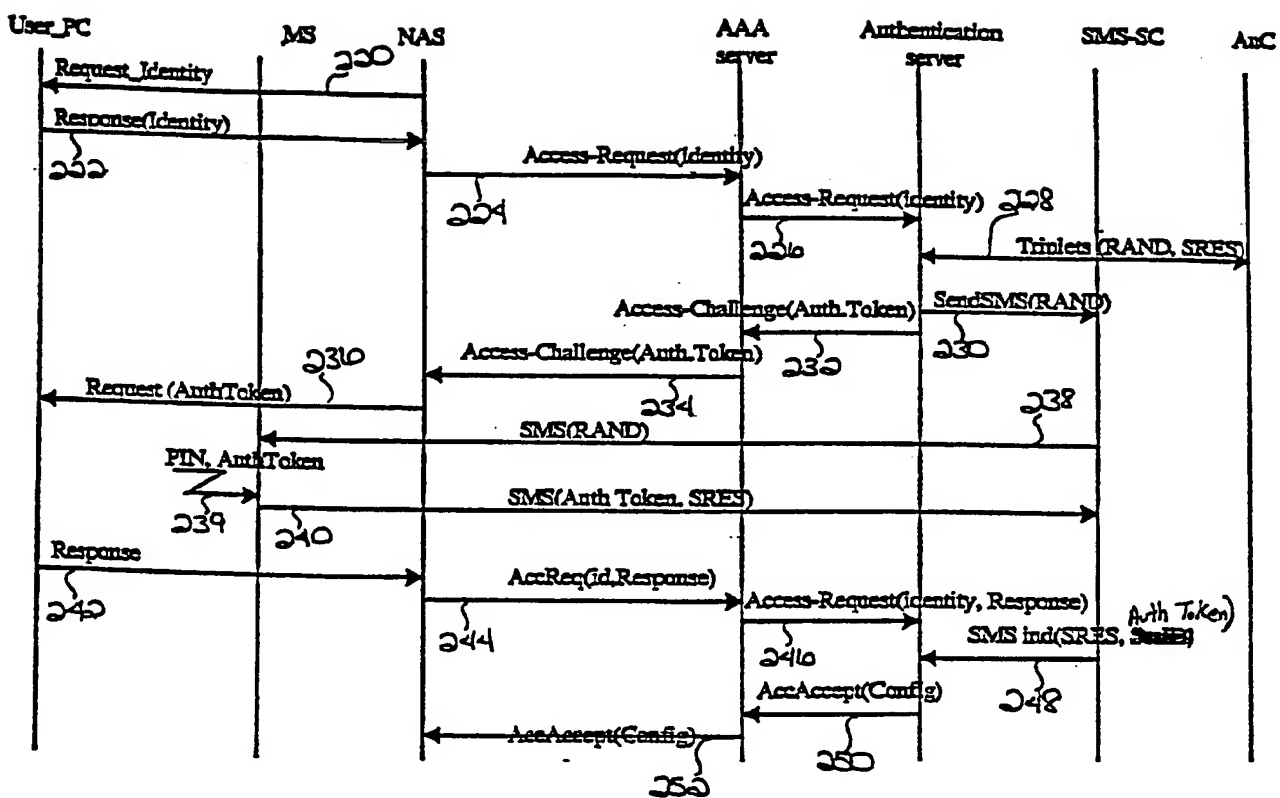 User_PC
MS
NAS
AAA
server
Authentication
server
SMS-SC
AuC
Request_Identity
220
Response(Identity)
222
Access-Request(Identity)
224
Access-Request(identity)
226
228
Triplets (RAND, SRES)
SendSMS(RAND)
230
Access-Challenge(Auth.Token)
232
Access-Challenge(Auth.Token)
234
236
Request (AuthToken)
238
SMS(RAND)
PIN, AuthToken
239
SMS(Auth Token, SRES)
240
Response
242
AccReq(id,Response)
244
Access-Request(identity, Response)
246
Auth Token)
SMS ind(SRES,
248
AccAccept(Config)
250
AccAccept(Config)
252